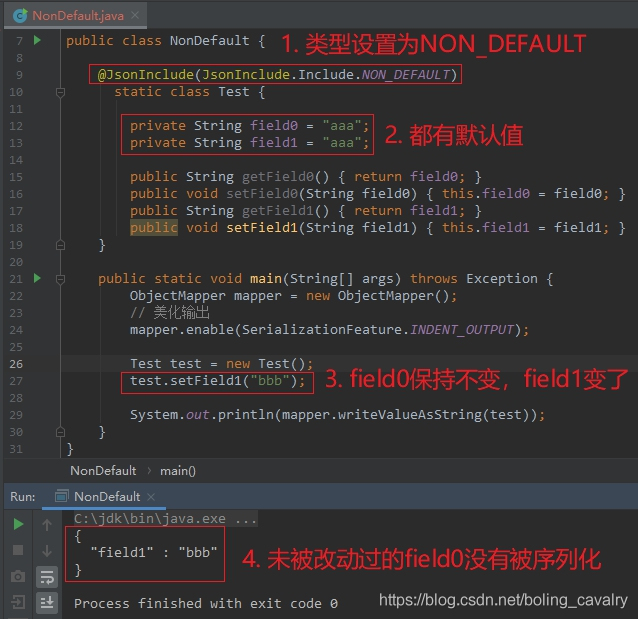 NonDefault.java ×
7 public class NonDefault { 1. 类型设置为NON_DEFAULT
8
9 @JsonInclude(JsonInclude.Include.NON_DEFAULT)
10 static class Test {
11
12 private String field0 = "aaa"; 2. 都有默认值
13 private String field1 = "aaa";
14
15 public String getField0() { return field0; }
16 public void setField0(String field0) { this.field0 = field0; }
17 public String getField1() { return field1; }
18 public void setField1(String field1) { this.field1 = field1; }
19 }
20
21 public static void main(String[] args) throws Exception {
22 ObjectMapper mapper = new ObjectMapper();
23 // 美化输出
24 mapper.enable(SerializationFeature.INDENT_OUTPUT);
25
26 Test test = new Test();
27 test.setField1("bbb"); 3. field0保持不变，field1变了
28
29 System.out.println(mapper.writeValueAsString(test));
30 }
31 }
NonDefault › main()
Run: NonDefault ×
C:\jdk\bin\java.exe ...
{
"field1" : "bbb" 4. 未被改动过的field0没有被序列化
}
Process finished with exit code 0 https://blog.csdn.net/boling_cavalry